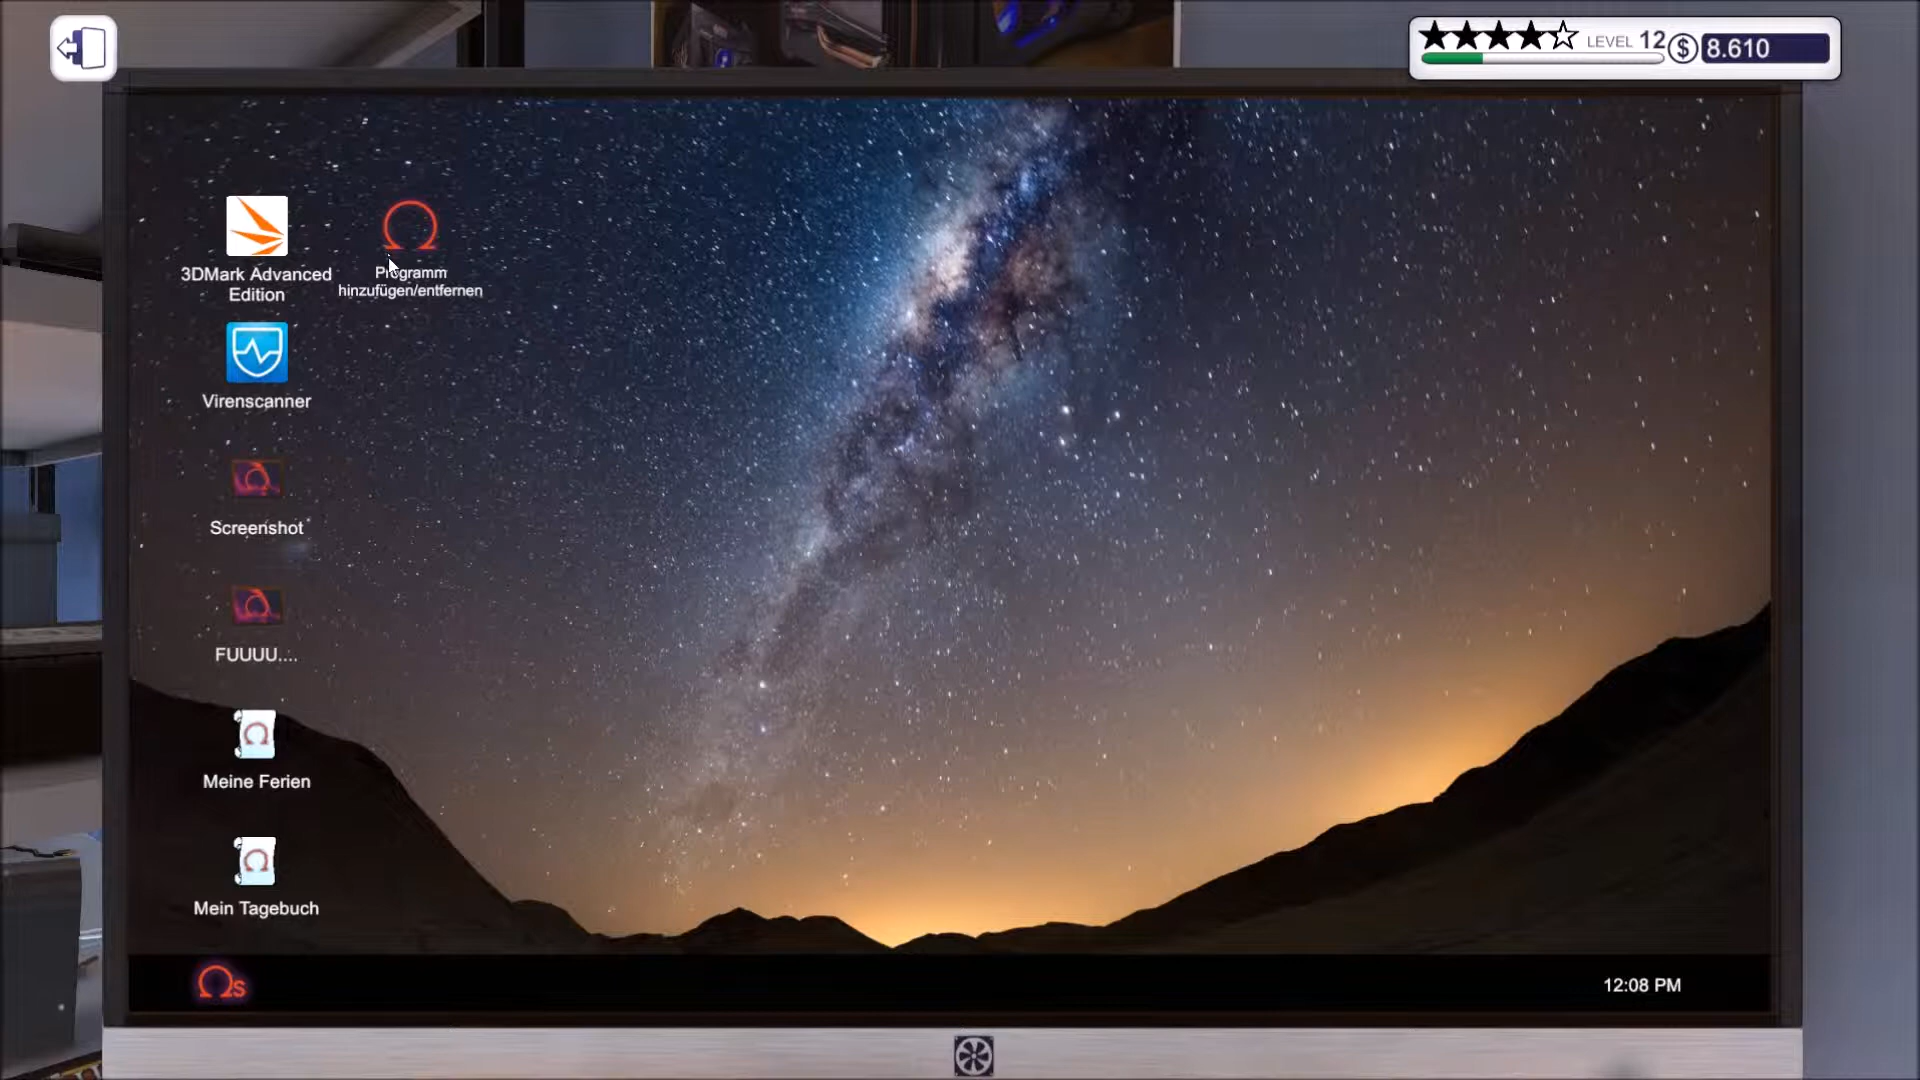 LEVEL 12
$ 8.610
3DMark Advanced
Edition
Programm
hinzufügen/entfernen
Virenscanner
Screenshot
FUUUU....
Meine Ferien
Mein Tagebuch
Ωs
12:08 PM